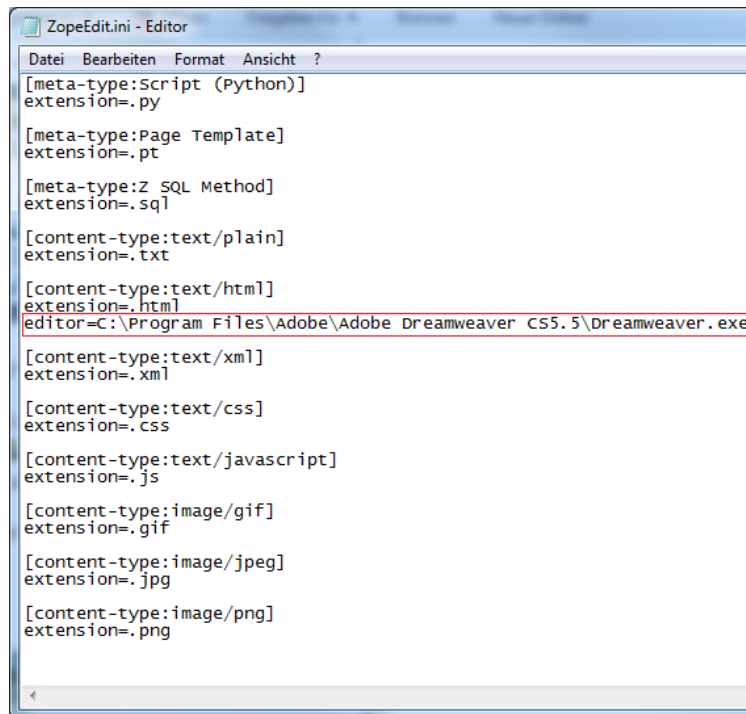 ZopeEdit.ini - Editor
Datei Bearbeiten Format Ansicht ?
[meta-type:Script (Python)]
extension=.py
[meta-type:Page Template]
extension=.pt
[meta-type:Z SQL Method]
extension=.sql
[content-type:text/plain]
extension=.txt
[content-type:text/html]
extension=.html
editor=C:\Program Files\Adobe\Adobe Dreamweaver CS5.5\Dreamweaver.exe
[content-type:text/xml]
extension=.xml
[content-type:text/css]
extension=.css
[content-type:text/javascript]
extension=.js
[content-type:image/gif]
extension=.gif
[content-type:image/jpeg]
extension=.jpg
[content-type:image/png]
extension=.png